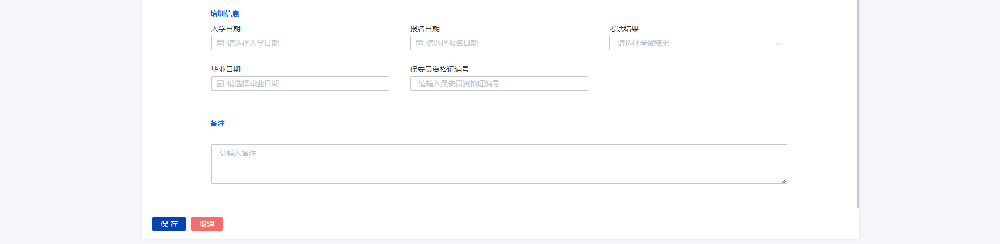 培训信息
入学日期 报名日期 考试结果
请选择入学日期 请选择报名日期 请选择考试结果
毕业日期 保安员资格证编号
请选择毕业日期 请输入保安员资格证编号
备注
请输入备注
保 存 取消